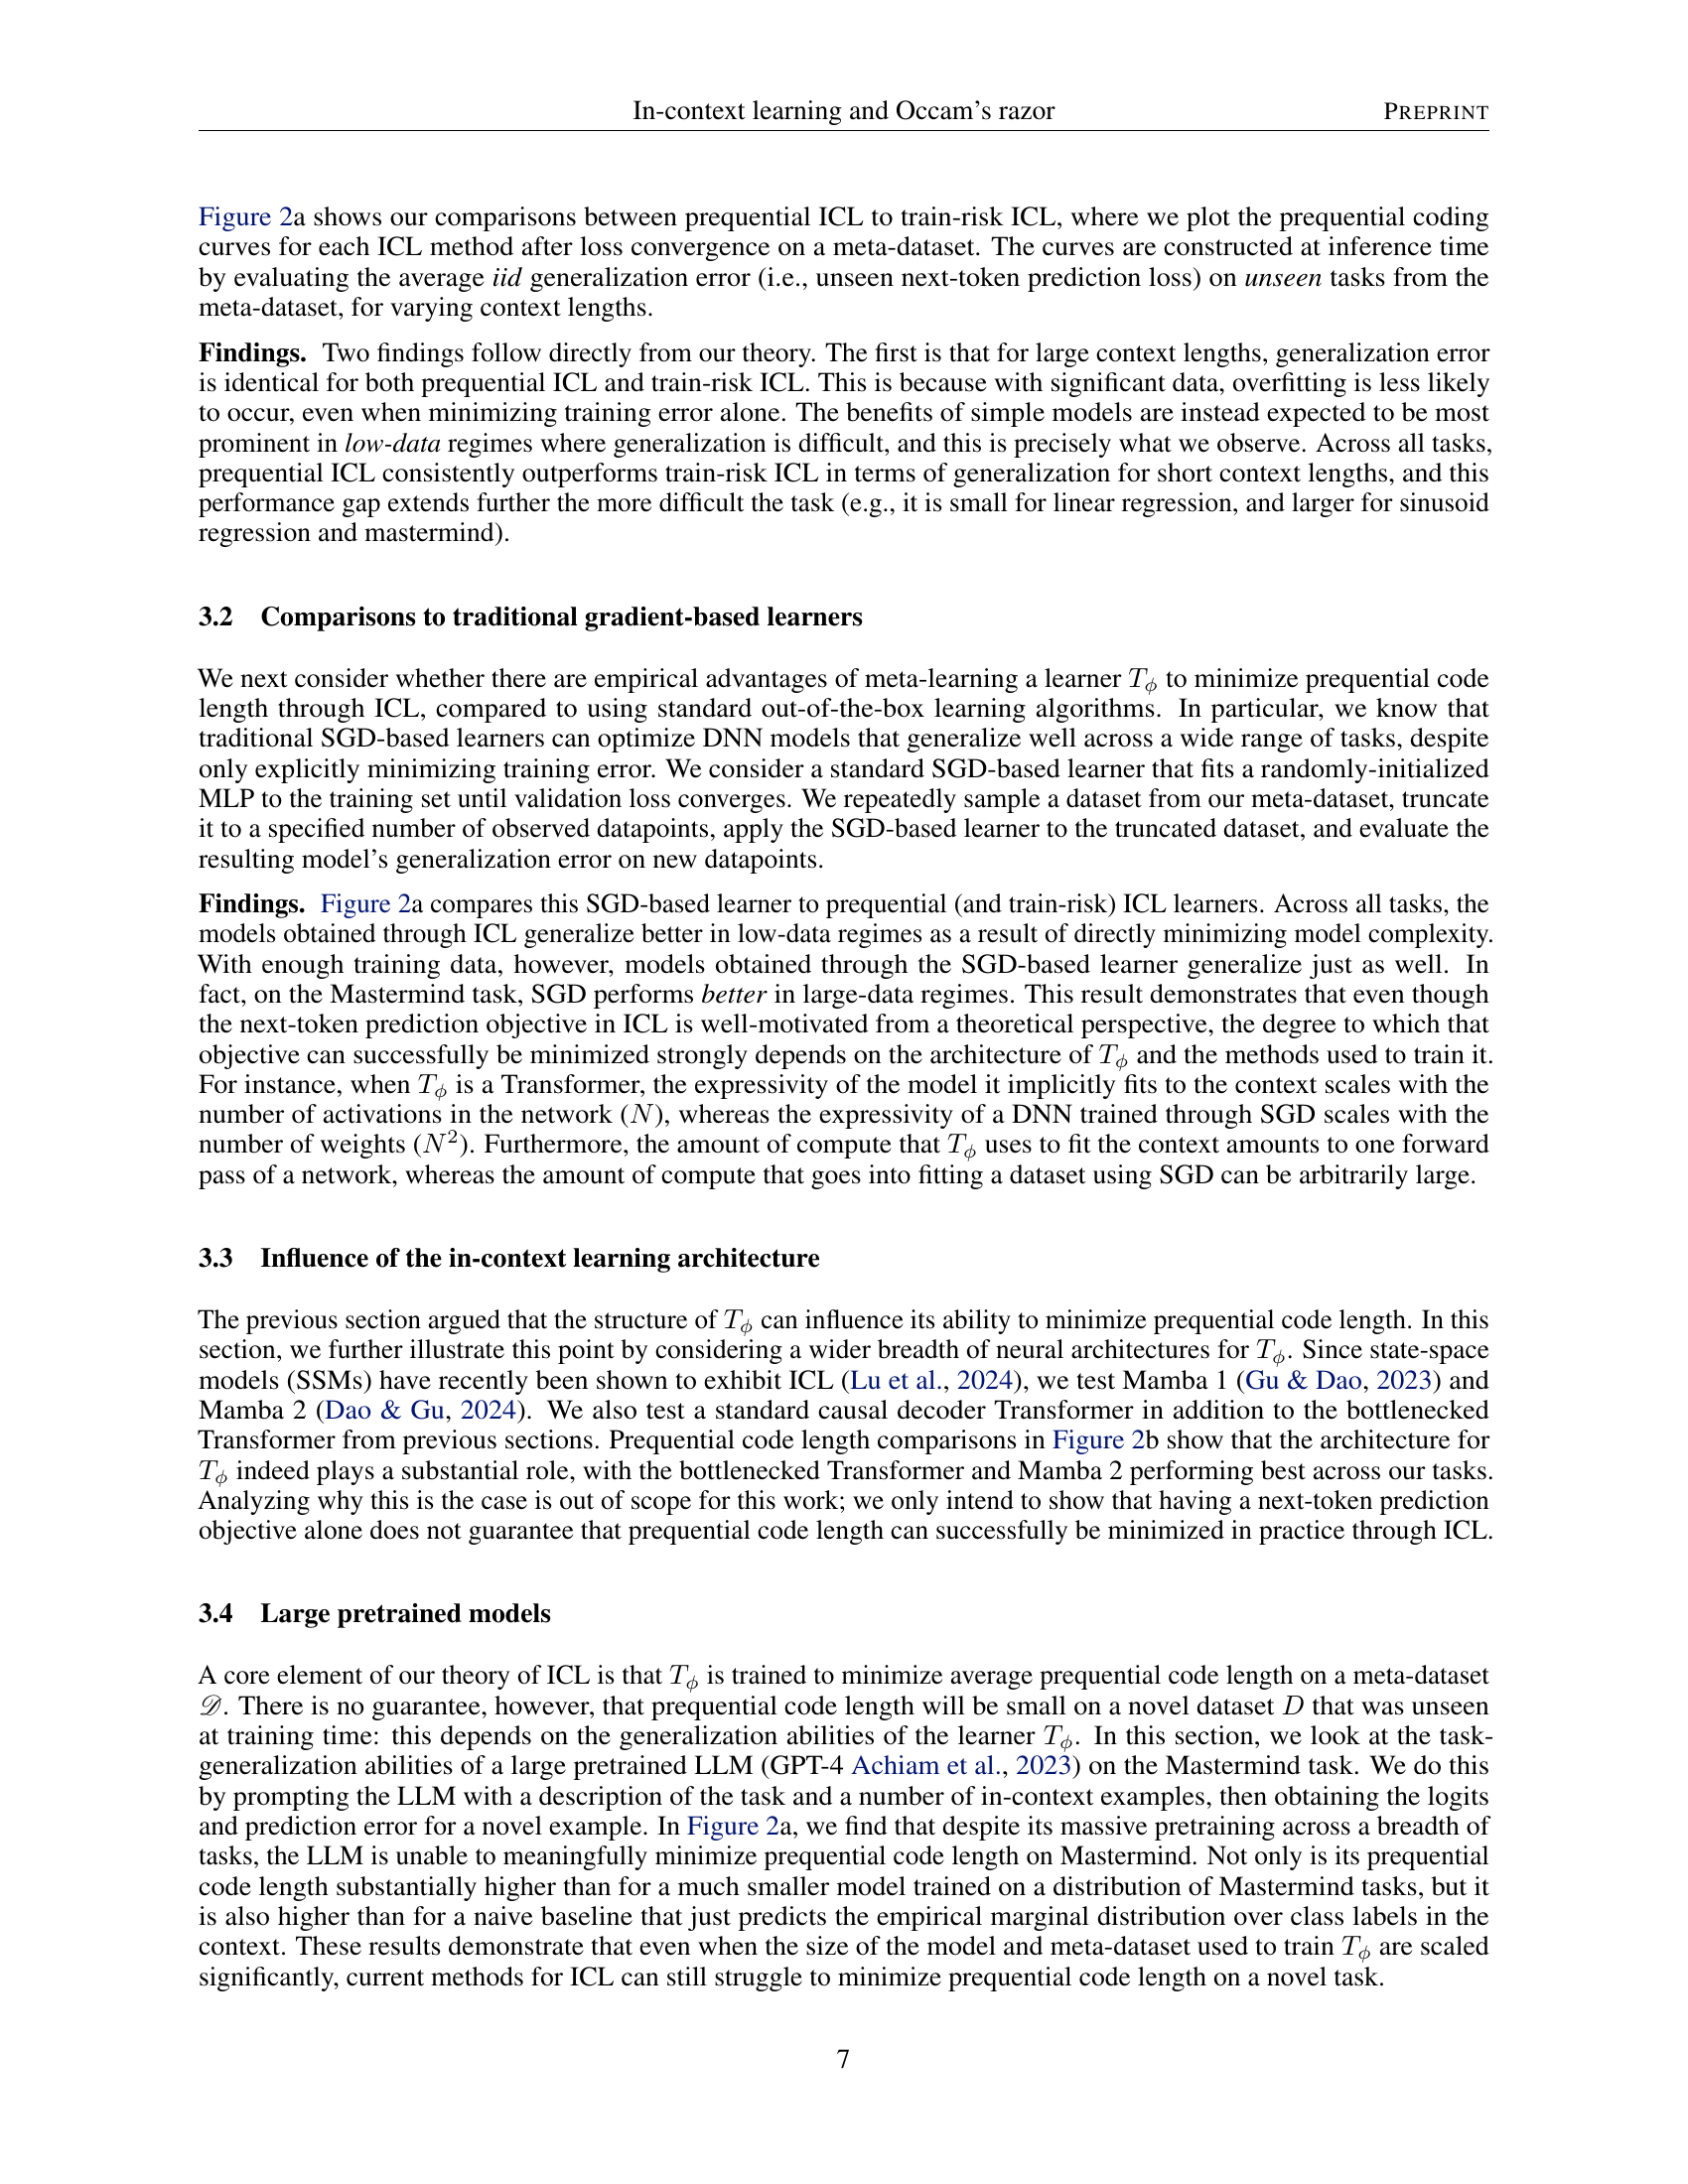 In-context learning and Occam's razor
PREPRINT
Figure 2a shows our comparisons between prequential ICL to train-risk ICL, where we plot the prequential coding
curves for each ICL method after loss convergence on a meta-dataset. The curves are constructed at inference time
by evaluating the average iid generalization error (i.e., unseen next-token prediction loss) on unseen tasks from the
meta-dataset, for varying context lengths.
Findings. Two findings follow directly from our theory. The first is that for large context lengths, generalization error
is identical for both prequential ICL and train-risk ICL. This is because with significant data, overfitting is less likely
to occur, even when minimizing training error alone. The benefits of simple models are instead expected to be most
prominent in low-data regimes where generalization is difficult, and this is precisely what we observe. Across all tasks,
prequential ICL consistently outperforms train-risk ICL in terms of generalization for short context lengths, and this
performance gap extends further the more difficult the task (e.g., it is small for linear regression, and larger for sinusoid
regression and mastermind).
3.2 Comparisons to traditional gradient-based learners
We next consider whether there are empirical advantages of meta-learning a learner T_ϕ to minimize prequential code
length through ICL, compared to using standard out-of-the-box learning algorithms. In particular, we know that
traditional SGD-based learners can optimize DNN models that generalize well across a wide range of tasks, despite
only explicitly minimizing training error. We consider a standard SGD-based learner that fits a randomly-initialized
MLP to the training set until validation loss converges. We repeatedly sample a dataset from our meta-dataset, truncate
it to a specified number of observed datapoints, apply the SGD-based learner to the truncated dataset, and evaluate the
resulting model's generalization error on new datapoints.
Findings. Figure 2a compares this SGD-based learner to prequential (and train-risk) ICL learners. Across all tasks, the
models obtained through ICL generalize better in low-data regimes as a result of directly minimizing model complexity.
With enough training data, however, models obtained through the SGD-based learner generalize just as well. In
fact, on the Mastermind task, SGD performs better in large-data regimes. This result demonstrates that even though
the next-token prediction objective in ICL is well-motivated from a theoretical perspective, the degree to which that
objective can successfully be minimized strongly depends on the architecture of T_ϕ and the methods used to train it.
For instance, when T_ϕ is a Transformer, the expressivity of the model it implicitly fits to the context scales with the
number of activations in the network (N), whereas the expressivity of a DNN trained through SGD scales with the
number of weights (N²). Furthermore, the amount of compute that T_ϕ uses to fit the context amounts to one forward
pass of a network, whereas the amount of compute that goes into fitting a dataset using SGD can be arbitrarily large.
3.3 Influence of the in-context learning architecture
The previous section argued that the structure of T_ϕ can influence its ability to minimize prequential code length. In this
section, we further illustrate this point by considering a wider breadth of neural architectures for T_ϕ. Since state-space
models (SSMs) have recently been shown to exhibit ICL (Lu et al., 2024), we test Mamba 1 (Gu & Dao, 2023) and
Mamba 2 (Dao & Gu, 2024). We also test a standard causal decoder Transformer in addition to the bottlenecked
Transformer from previous sections. Prequential code length comparisons in Figure 2b show that the architecture for
T_ϕ indeed plays a substantial role, with the bottlenecked Transformer and Mamba 2 performing best across our tasks.
Analyzing why this is the case is out of scope for this work; we only intend to show that having a next-token prediction
objective alone does not guarantee that prequential code length can successfully be minimized in practice through ICL.
3.4 Large pretrained models
A core element of our theory of ICL is that T_ϕ is trained to minimize average prequential code length on a meta-dataset
𝒟. There is no guarantee, however, that prequential code length will be small on a novel dataset D that was unseen
at training time: this depends on the generalization abilities of the learner T_ϕ. In this section, we look at the task-
generalization abilities of a large pretrained LLM (GPT-4 Achiam et al., 2023) on the Mastermind task. We do this
by prompting the LLM with a description of the task and a number of in-context examples, then obtaining the logits
and prediction error for a novel example. In Figure 2a, we find that despite its massive pretraining across a breadth of
tasks, the LLM is unable to meaningfully minimize prequential code length on Mastermind. Not only is its prequential
code length substantially higher than for a much smaller model trained on a distribution of Mastermind tasks, but it
is also higher than for a naive baseline that just predicts the empirical marginal distribution over class labels in the
context. These results demonstrate that even when the size of the model and meta-dataset used to train T_ϕ are scaled
significantly, current methods for ICL can still struggle to minimize prequential code length on a novel task.
7